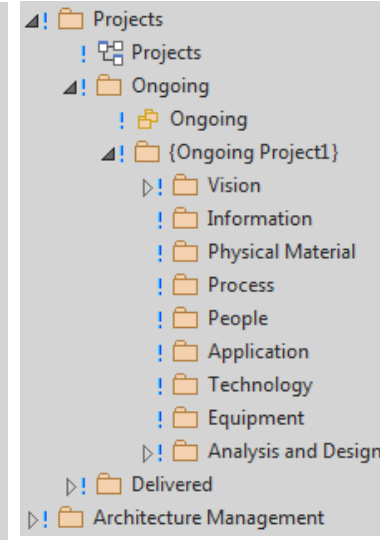 Projects
Projects
Ongoing
Ongoing
{Ongoing Project1}
Vision
Information
Physical Material
Process
People
Application
Technology
Equipment
Analysis and Design
Delivered
Architecture Management